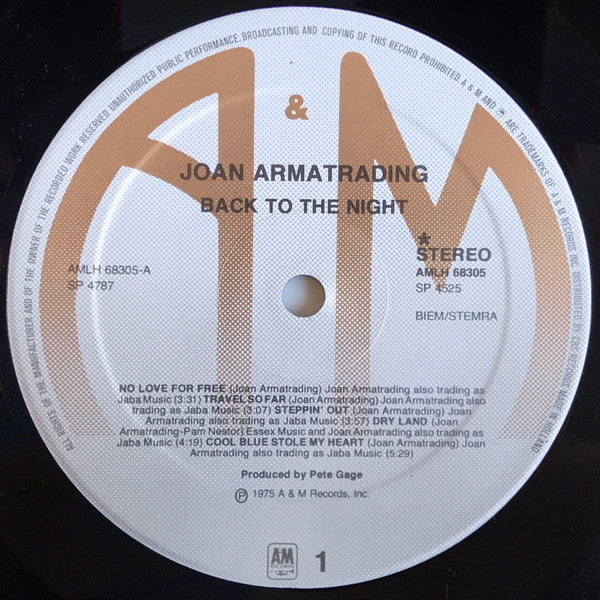 ALL RIGHTS OF THE MANUFACTURER AND OF THE OWNER OF THE RECORDED WORK RESERVED UNAUTHORIZED PUBLIC PERFORMANCE, BROADCASTING AND COPYING OF THIS RECORD PROHIBITED A & M AND ARE TRADEMARKS OF A & M RECORDS INC. DISTRIBUTED BY CBS RECORDS. MADE IN HOLLAND
A & M
JOAN ARMATRADING
BACK TO THE NIGHT
AMLH 68305-A
SP 4787
*
STEREO
AMLH 68305
SP 4525
BIEM/STEMRA
NO LOVE FOR FREE (Joan Armatrading) Joan Armatrading also trading as
Jaba Music (3:31) TRAVEL SO FAR (Joan Armatrading) Joan Armatrading also
trading as Jaba Music (3:07) STEPPIN' OUT (Joan Armatrading) Joan
Armatrading also trading as Jaba Music (3:57) DRY LAND (Joan
Armatrading-Pam Nestor) Essex Music and Joan Armatrading also trading as
Jaba Music (4:19) COOL BLUE STOLE MY HEART (Joan Armatrading) Joan
Armatrading also trading as Jaba Music (5:29)
Produced by Pete Gage
℗ 1975 A & M Records, Inc.
AM
1